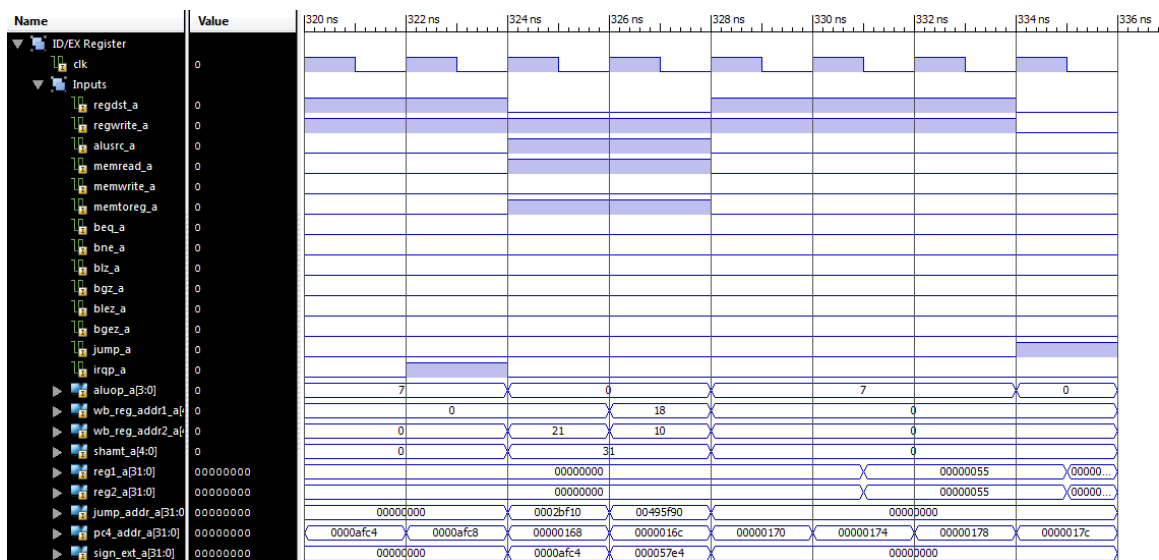 Name Value 320 ns 322 ns 324 ns 326 ns 328 ns 330 ns 332 ns 334 ns 336 ns
ID/EX Register
clk 0
Inputs
regdst_a 0
regwrite_a 0
alusrc_a 0
memread_a 0
memwrite_a 0
memtoreg_a 0
beq_a 0
bne_a 0
blz_a 0
bgz_a 0
blez_a 0
bgez_a 0
jump_a 0
irqp_a 0
aluop_a[3:0] 0 7 0 7 0
wb_reg_addr1_a[4 0 0 18 0
wb_reg_addr2_a[4 0 0 21 10 0
shamt_a[4:0] 0 0 31 0
reg1_a[31:0] 00000000 00000000 00000055 00000...
reg2_a[31:0] 00000000 00000000 00000055 00000...
jump_addr_a[31:0 00000000 00000000 0002bf10 00495f90 00000000
pc4_addr_a[31:0] 00000000 0000afc4 0000afc8 00000168 0000016c 00000170 00000174 00000178 0000017c
sign_ext_a[31:0] 00000000 00000000 0000afc4 000057e4 00000000